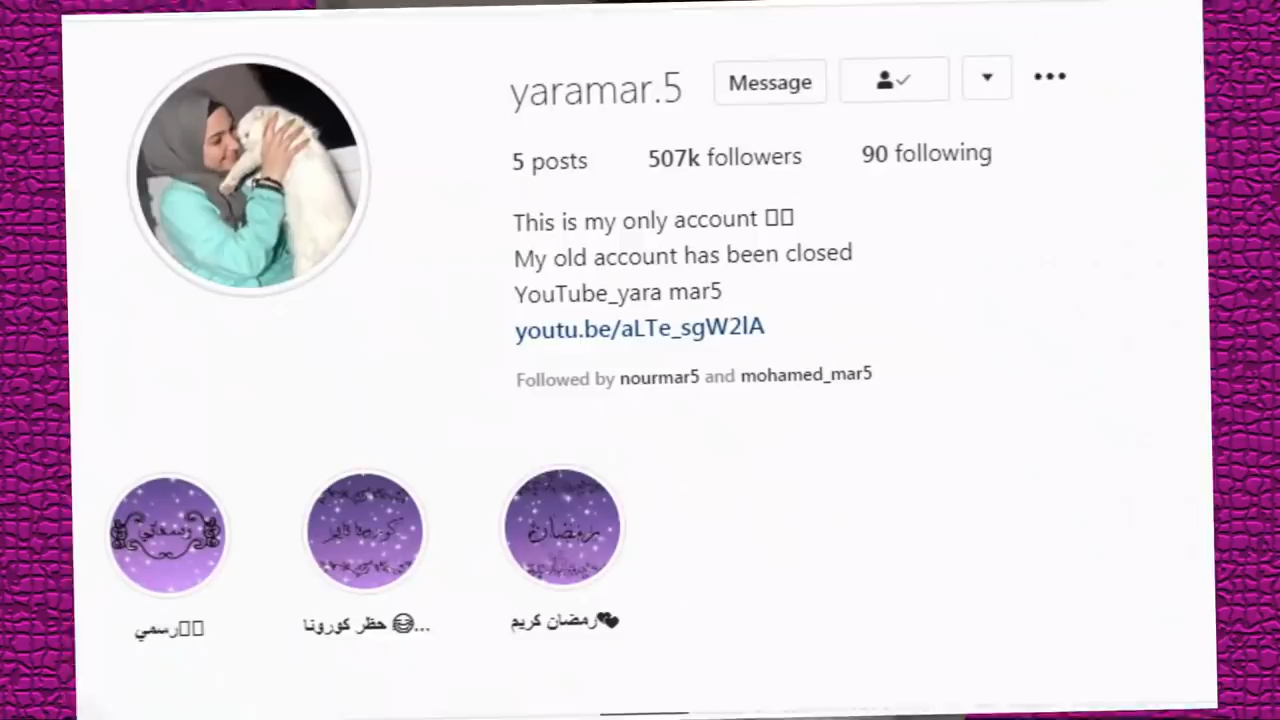 yaramar.5 Message
5 posts 507k followers 90 following
This is my only account
My old account has been closed
YouTube_yara mar5
youtu.be/aLTe_sgW2lA
Followed by nourmar5 and mohamed_mar5
رمضان
رسمي
حظر كورونا 😂...
رمضان كريم